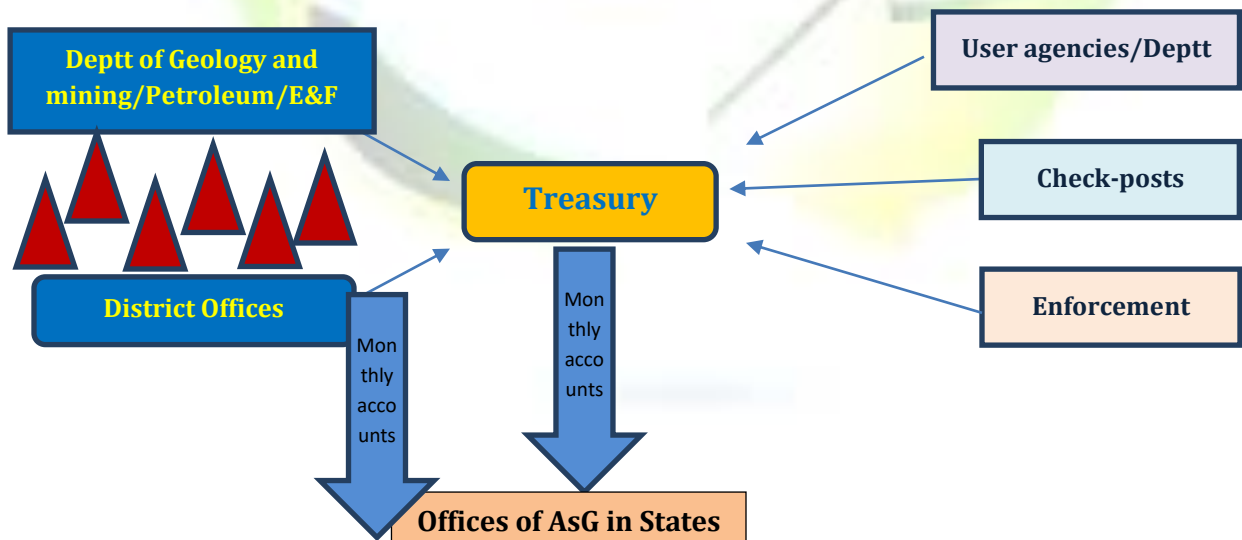 Deptt of Geology and
mining/Petroleum/E&F
User agencies/Deptt
Treasury
Check-posts
District Offices
Enforcement
Mon
thly
acco
unts
Mon
thly
acco
unts
Offices of AsG in States